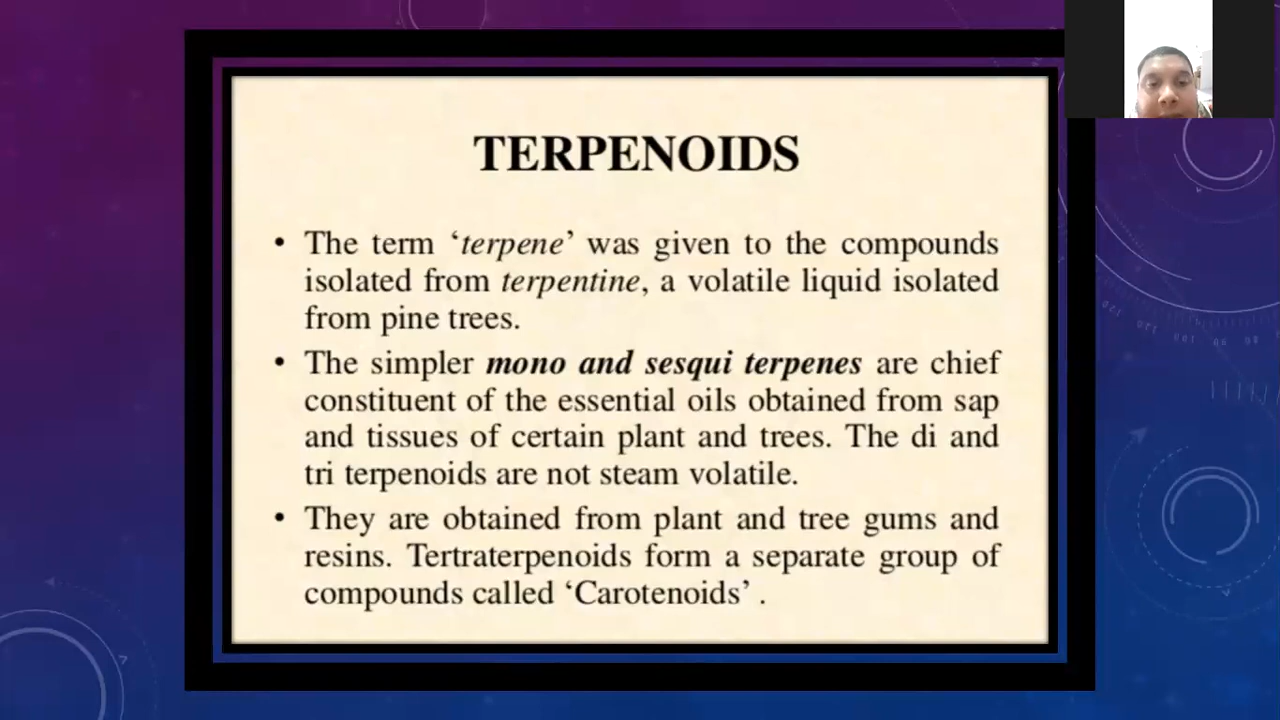 TERPENOIDS
• The term ‘terpene’ was given to the compounds
isolated from terpentine, a volatile liquid isolated
from pine trees.
• The simpler mono and sesqui terpenes are chief
constituent of the essential oils obtained from sap
and tissues of certain plant and trees. The di and
tri terpenoids are not steam volatile.
• They are obtained from plant and tree gums and
resins. Tertraterpenoids form a separate group of
compounds called ‘Carotenoids’ .